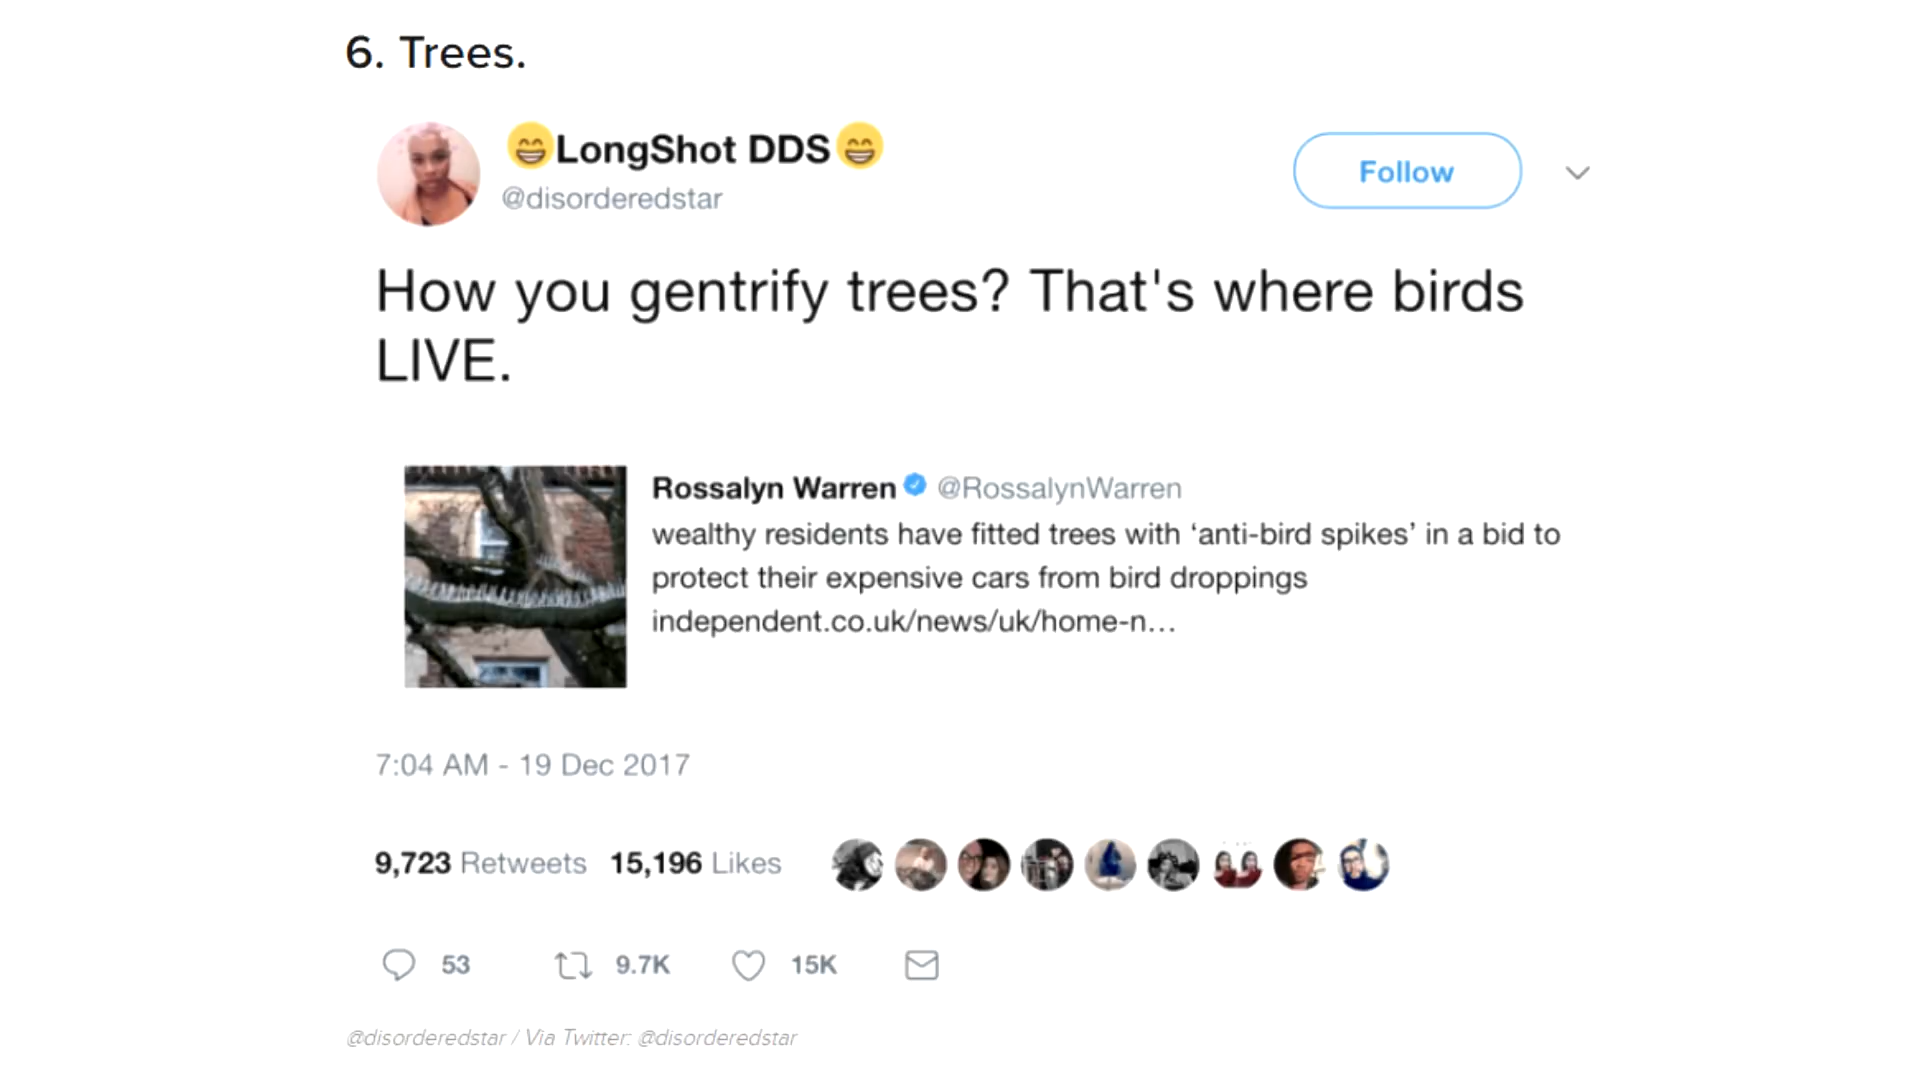 6. Trees.
😁LongShot DDS😁
@disorderedstar
Follow
How you gentrify trees? That's where birds
LIVE.
Rossalyn Warren @RossalynWarren
wealthy residents have fitted trees with ‘anti-bird spikes’ in a bid to
protect their expensive cars from bird droppings
independent.co.uk/news/uk/home-n…
7:04 AM - 19 Dec 2017
9,723 Retweets 15,196 Likes
53 9.7K 15K
@disorderedstar / Via Twitter: @disorderedstar